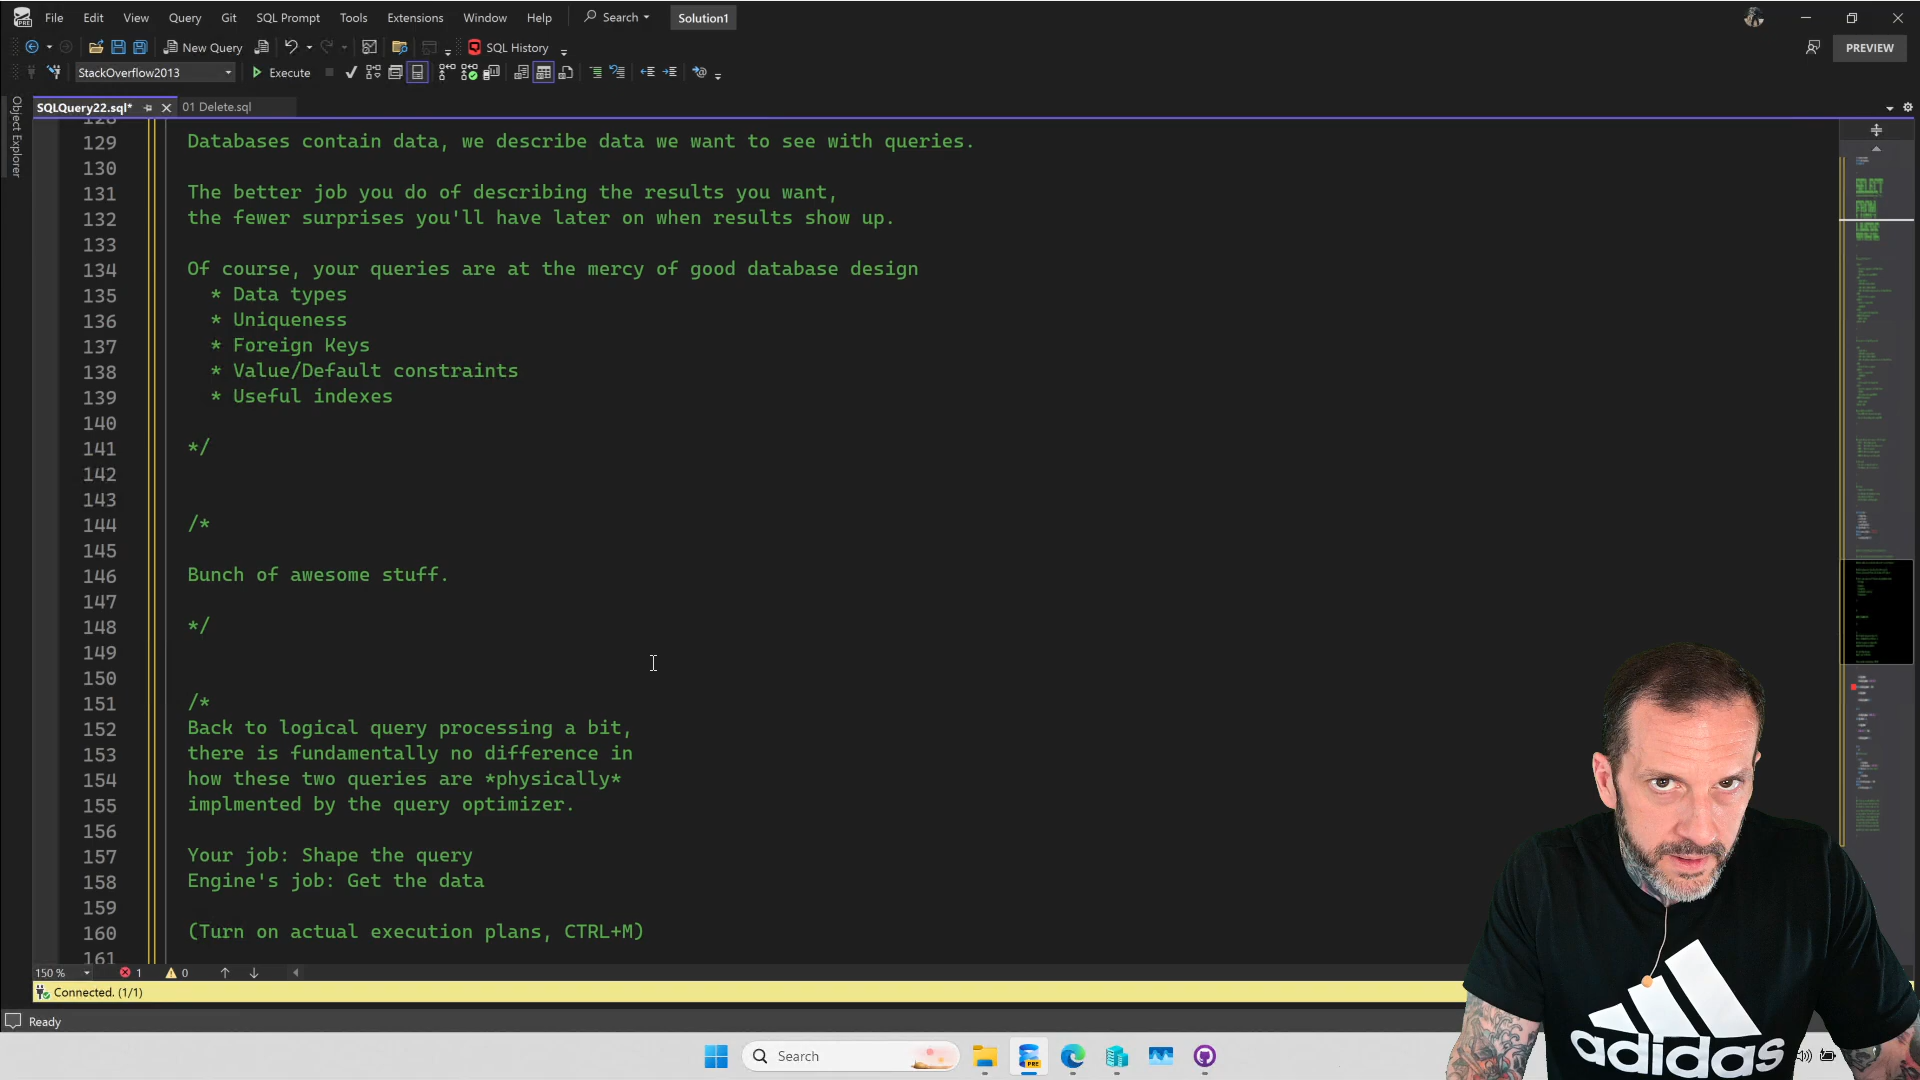 File Edit View Query Git SQL Prompt Tools Extensions Window Help Search Solution1
New Query SQL History PREVIEW
StackOverflow2013 Execute
SQLQuery22.sql* 01 Delete.sql
Object Explorer
128
129 Databases contain data, we describe data we want to see with queries.
130
131 The better job you do of describing the results you want,
132 the fewer surprises you'll have later on when results show up.
133
134 Of course, your queries are at the mercy of good database design
135 * Data types
136 * Uniqueness
137 * Foreign Keys
138 * Value/Default constraints
139 * Useful indexes
140
141 */
142
143
144 /*
145
146 Bunch of awesome stuff.
147
148 */
149
150
151 /*
152 Back to logical query processing a bit,
153 there is fundamentally no difference in
154 how these two queries are *physically*
155 implmented by the query optimizer.
156
157 Your job: Shape the query
158 Engine's job: Get the data
159
160 (Turn on actual execution plans, CTRL+M)
161
150 % 1 0
Connected. (1/1)
Ready
Search
PRE
adidas
SELECT
FROM